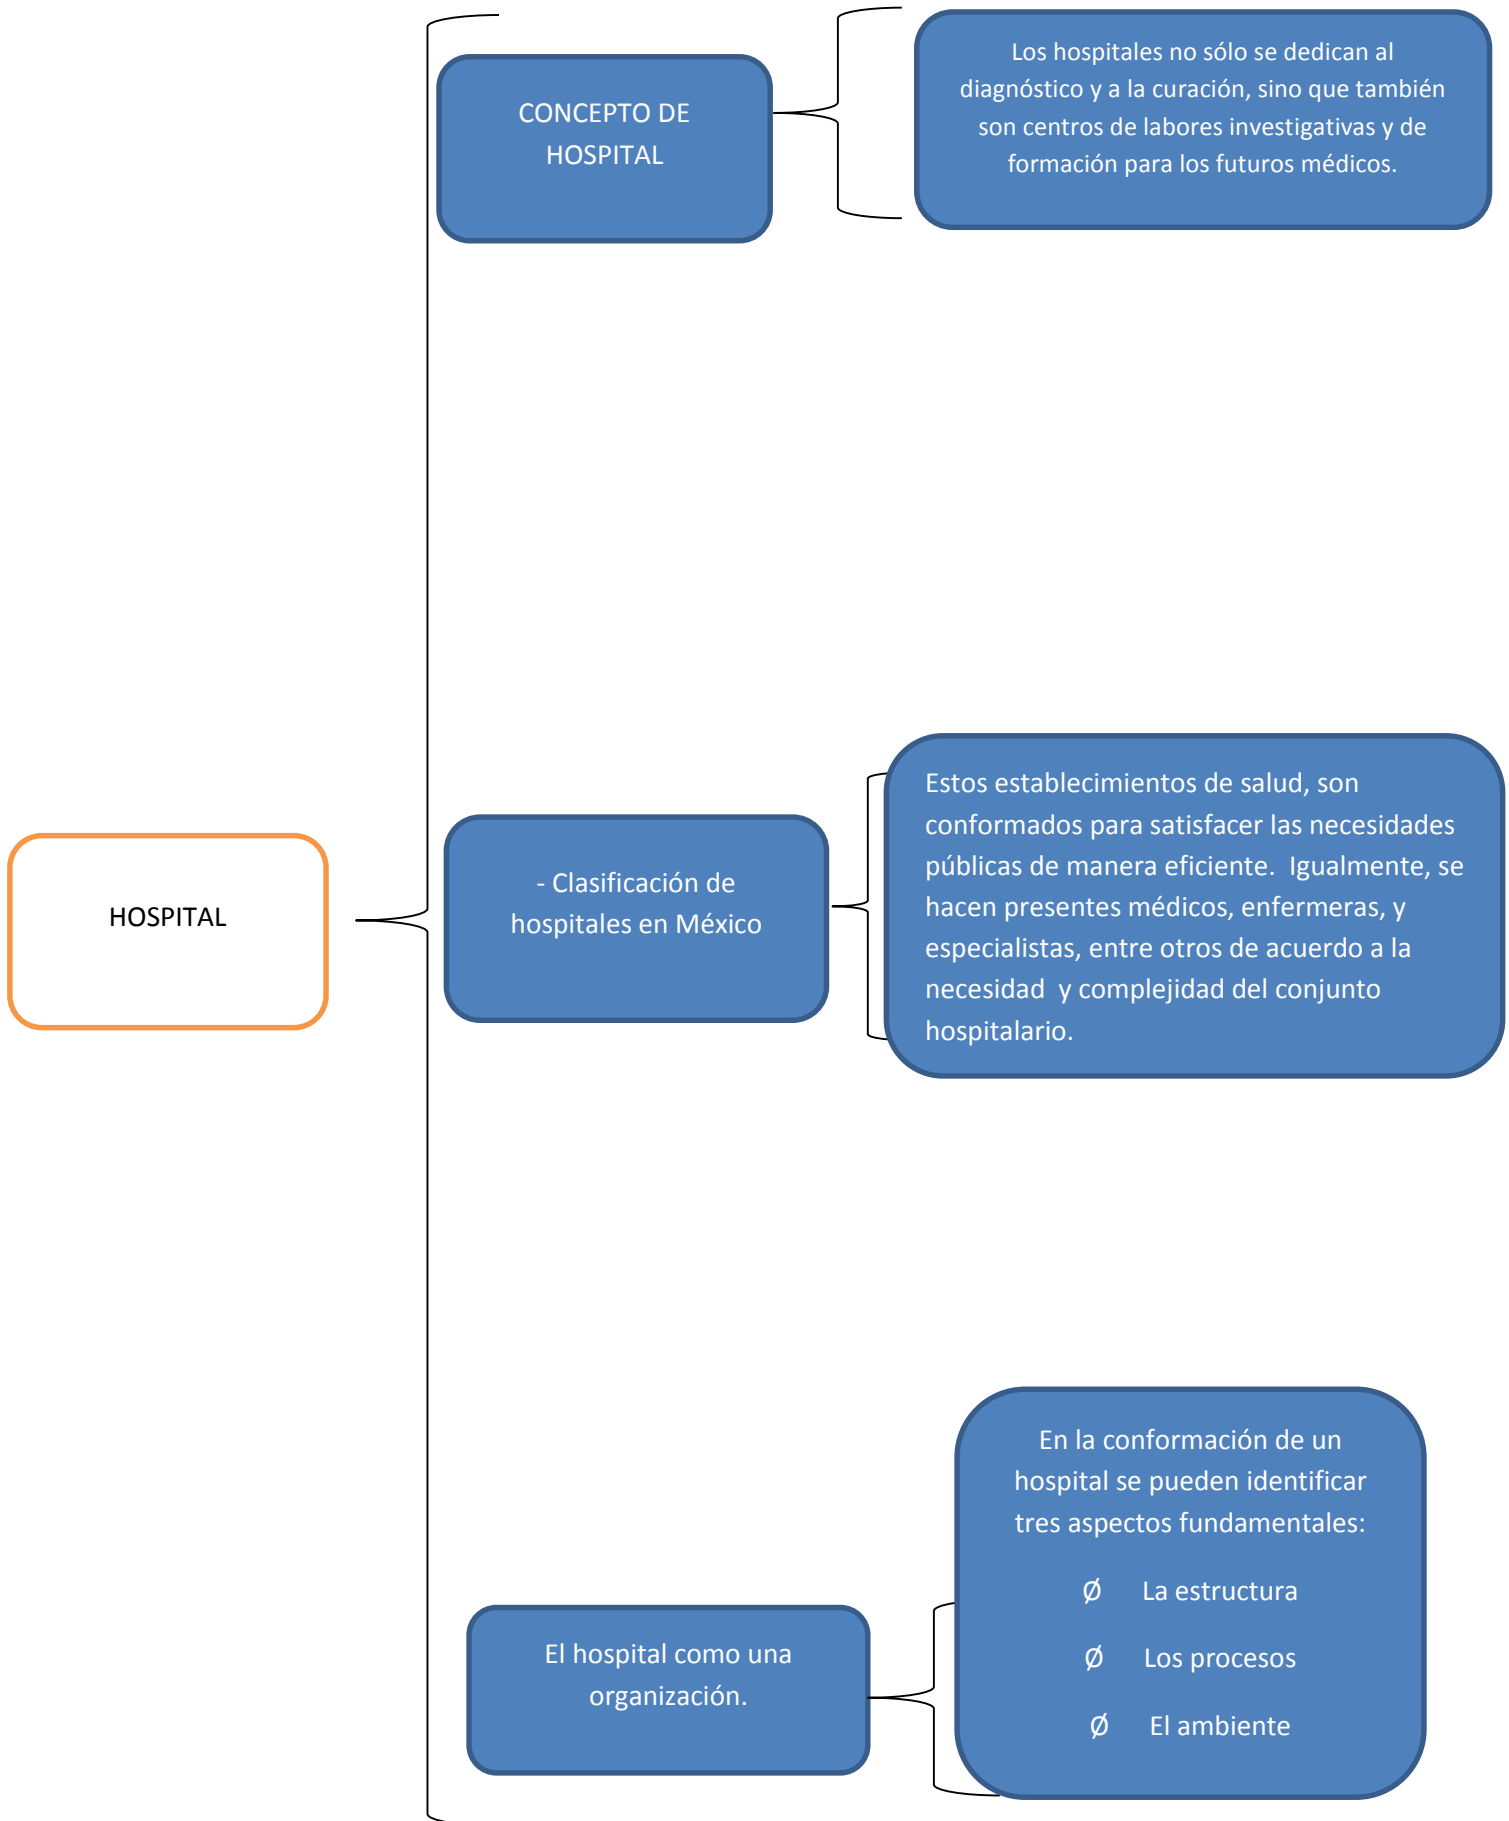 HOSPITAL
CONCEPTO DE
HOSPITAL
Los hospitales no sólo se dedican al
diagnóstico y a la curación, sino que también
son centros de labores investigativas y de
formación para los futuros médicos.
- Clasificación de
hospitales en México
Estos establecimientos de salud, son
conformados para satisfacer las necesidades
públicas de manera eficiente.  Igualmente, se
hacen presentes médicos, enfermeras, y
especialistas, entre otros de acuerdo a la
necesidad  y complejidad del conjunto
hospitalario.
El hospital como una
organización.
En la conformación de un
hospital se pueden identificar
tres aspectos fundamentales:
Ø La estructura
Ø Los procesos
Ø El ambiente